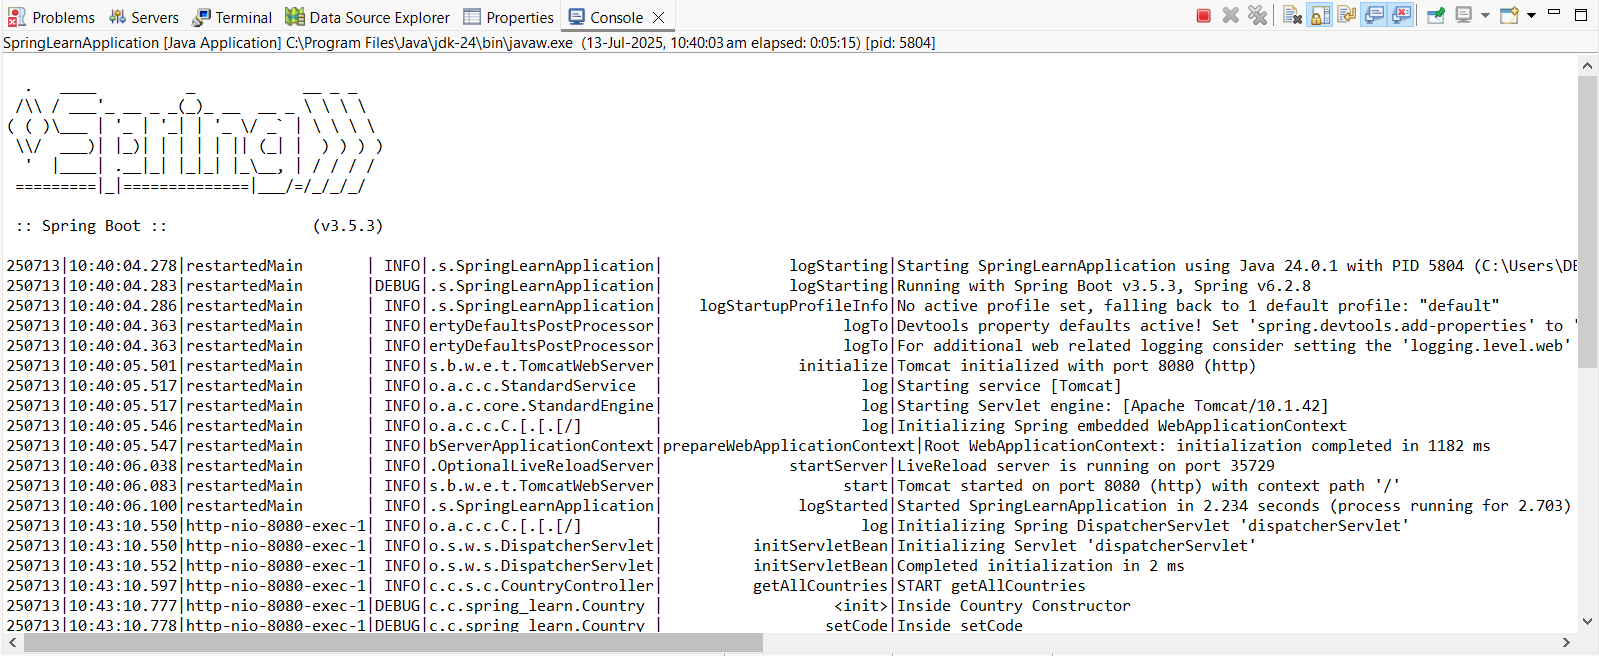 Problems Servers Terminal Data Source Explorer Properties Console
SpringLearnApplication [Java Application] C:\Program Files\Java\jdk-24\bin\javaw.exe (13-Jul-2025, 10:40:03 am elapsed: 0:05:15) [pid: 5804]
  .   ____          _            __ _ _
 /\\ / ___'_ __ _ _(_)_ __  __ _ \ \ \ \
( ( )\___ | '_ | '_| | '_ \/ _` | \ \ \ \
 \\/  ___)| |_)| | | | | || (_| |  ) ) ) )
  '  |____| .__|_| |_|_| |_\__, | / / / /
 =========|_|==============|___/=/_/_/_/
 :: Spring Boot ::                (v3.5.3)
250713|10:40:04.278|restartedMain       | INFO|.s.SpringLearnApplication|              logStarting|Starting SpringLearnApplication using Java 24.0.1 with PID 5804 (C:\Users\DE
250713|10:40:04.283|restartedMain       |DEBUG|.s.SpringLearnApplication|              logStarting|Running with Spring Boot v3.5.3, Spring v6.2.8
250713|10:40:04.286|restartedMain       | INFO|.s.SpringLearnApplication|    logStartupProfileInfo|No active profile set, falling back to 1 default profile: "default"
250713|10:40:04.363|restartedMain       | INFO|ertyDefaultsPostProcessor|                    logTo|Devtools property defaults active! Set 'spring.devtools.add-properties' to '
250713|10:40:04.363|restartedMain       | INFO|ertyDefaultsPostProcessor|                    logTo|For additional web related logging consider setting the 'logging.level.web'
250713|10:40:05.501|restartedMain       | INFO|s.b.w.e.t.TomcatWebServer|               initialize|Tomcat initialized with port 8080 (http)
250713|10:40:05.517|restartedMain       | INFO|o.a.c.c.StandardService  |                      log|Starting service [Tomcat]
250713|10:40:05.517|restartedMain       | INFO|o.a.c.core.StandardEngine|                      log|Starting Servlet engine: [Apache Tomcat/10.1.42]
250713|10:40:05.546|restartedMain       | INFO|o.a.c.c.C.[.[.[/]        |                      log|Initializing Spring embedded WebApplicationContext
250713|10:40:05.547|restartedMain       | INFO|bServerApplicationContext|prepareWebApplicationContext|Root WebApplicationContext: initialization completed in 1182 ms
250713|10:40:06.038|restartedMain       | INFO|.OptionalLiveReloadServer|              startServer|LiveReload server is running on port 35729
250713|10:40:06.083|restartedMain       | INFO|s.b.w.e.t.TomcatWebServer|                    start|Tomcat started on port 8080 (http) with context path '/'
250713|10:40:06.100|restartedMain       | INFO|.s.SpringLearnApplication|               logStarted|Started SpringLearnApplication in 2.234 seconds (process running for 2.703)
250713|10:43:10.550|http-nio-8080-exec-1| INFO|o.a.c.c.C.[.[.[/]        |                      log|Initializing Spring DispatcherServlet 'dispatcherServlet'
250713|10:43:10.550|http-nio-8080-exec-1| INFO|o.s.w.s.DispatcherServlet|          initServletBean|Initializing Servlet 'dispatcherServlet'
250713|10:43:10.552|http-nio-8080-exec-1| INFO|o.s.w.s.DispatcherServlet|          initServletBean|Completed initialization in 2 ms
250713|10:43:10.597|http-nio-8080-exec-1| INFO|c.c.s.c.CountryController|          getAllCountries|START getAllCountries
250713|10:43:10.777|http-nio-8080-exec-1|DEBUG|c.c.spring_learn.Country |                   <init>|Inside Country Constructor
250713|10:43:10.778|http-nio-8080-exec-1|DEBUG|c.c.spring_learn.Country |                  setCode|Inside setCode